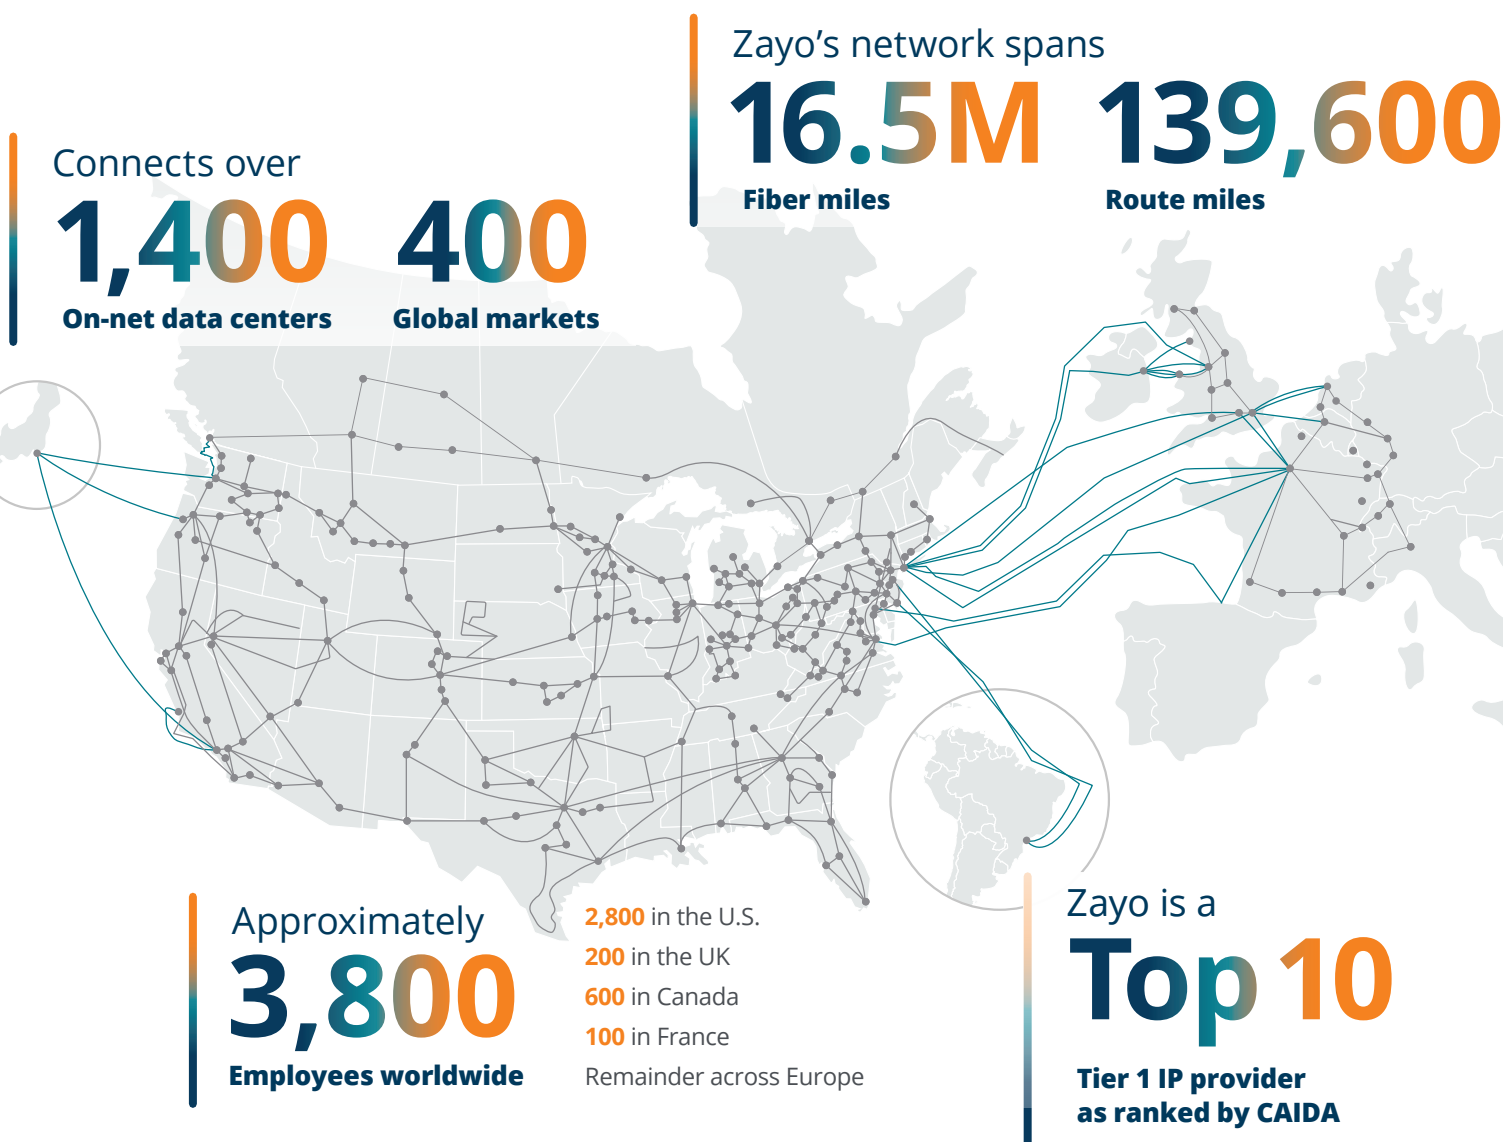 Zayo’s network spans
16.5M 139,600
Fiber miles Route miles
Connects over
1,400 400
On-net data centers Global markets
Approximately
3,800
Employees worldwide
2,800 in the U.S.
200 in the UK
600 in Canada
100 in France
Remainder across Europe
Zayo is a
Top 10
Tier 1 IP provider
as ranked by CAIDA